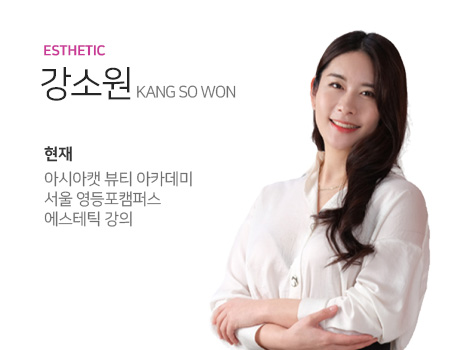 ESTHETIC
강소원 KANG SO WON
현재
아시아캣 뷰티 아카데미
서울 영등포캠퍼스
에스테틱 강의